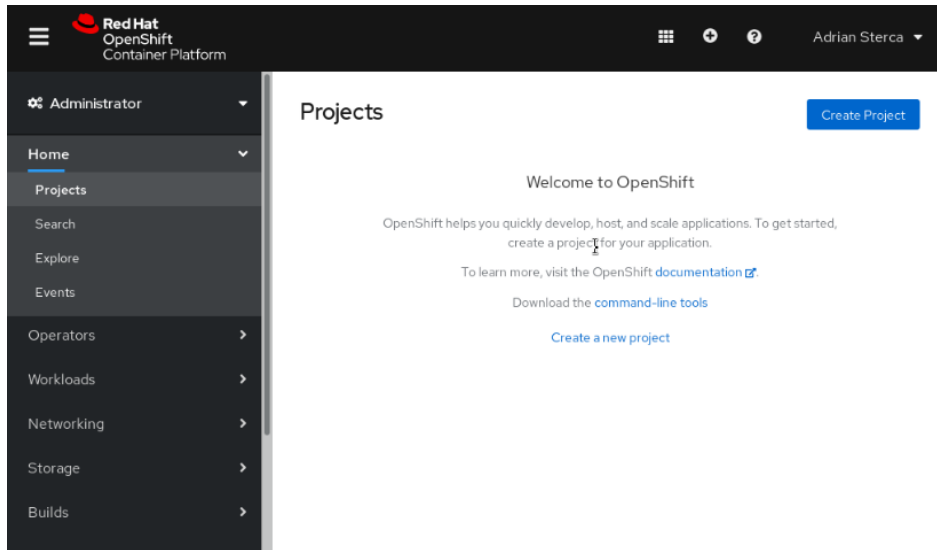 Red Hat
OpenShift
Container Platform
Adrian Sterca
Administrator
Home
Projects
Search
Explore
Events
Operators
Workloads
Networking
Storage
Builds
Projects
Create Project
Welcome to OpenShift
OpenShift helps you quickly develop, host, and scale applications. To get started,
create a project for your application.
To learn more, visit the OpenShift documentation.
Download the command-line tools
Create a new project